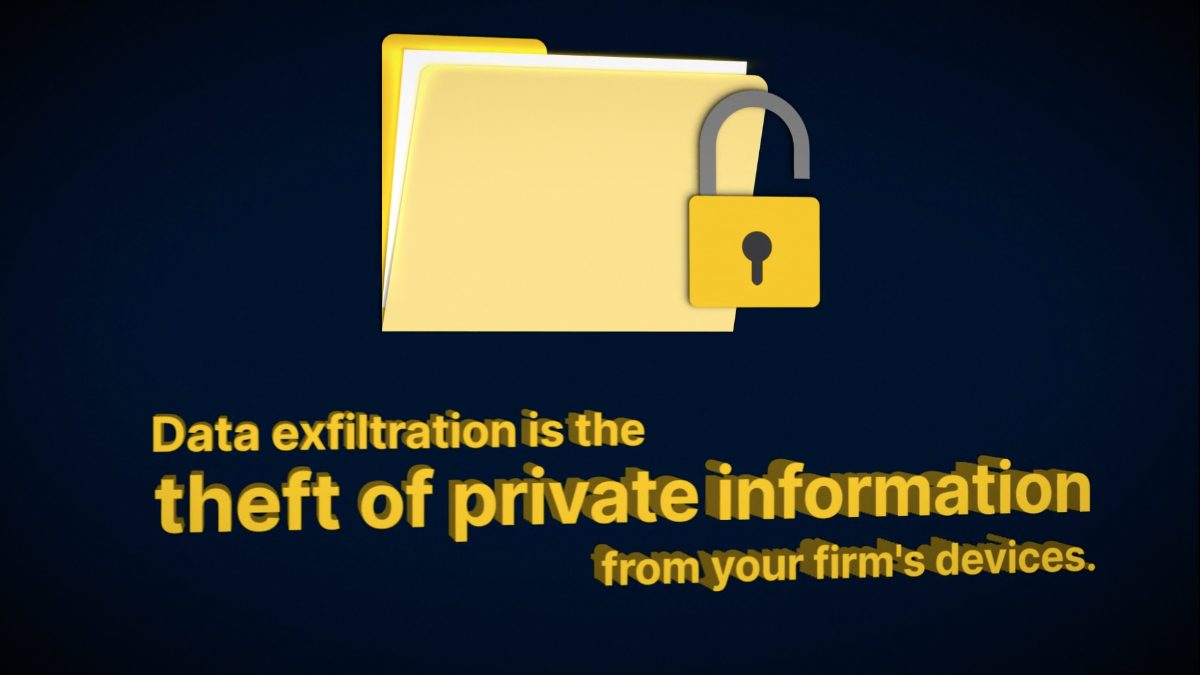 Data exfiltration is the
theft of private information
from your firm's devices.